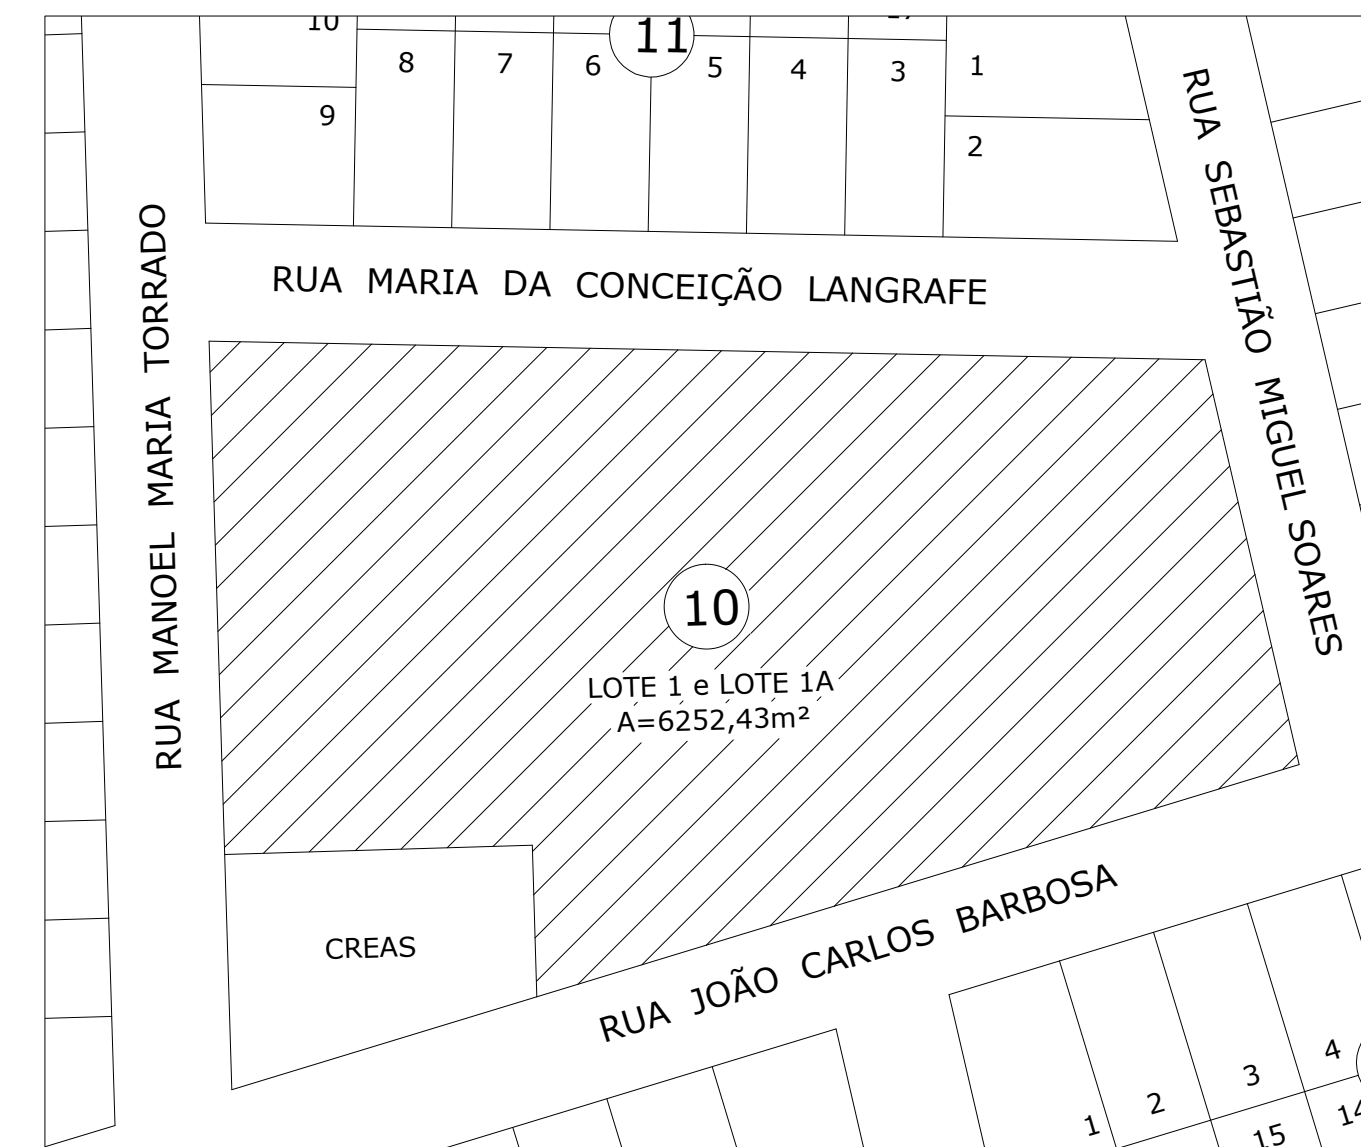 10
11
8
7
6
5
4
3
1
9
2
RUA SEBASTIÃO MIGUEL SOARES
RUA MARIA DA CONCEIÇÃO LANGRAFE
RUA MANOEL MARIA TORRADO
10
LOTE 1 e LOTE 1A
A=6252,43m²
CREAS
RUA JOÃO CARLOS BARBOSA
1
2
3
4
15
14